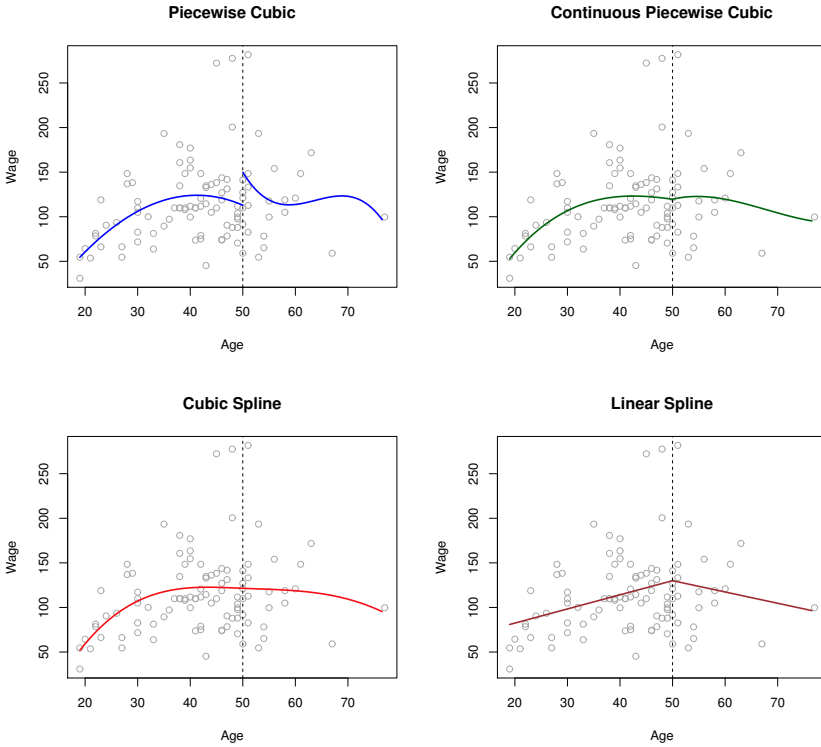 Piecewise Cubic
Wage
50 100 150 200 250
20 30 40 50 60 70
Age
Continuous Piecewise Cubic
Wage
50 100 150 200 250
20 30 40 50 60 70
Age
Cubic Spline
Wage
50 100 150 200 250
20 30 40 50 60 70
Age
Linear Spline
Wage
50 100 150 200 250
20 30 40 50 60 70
Age